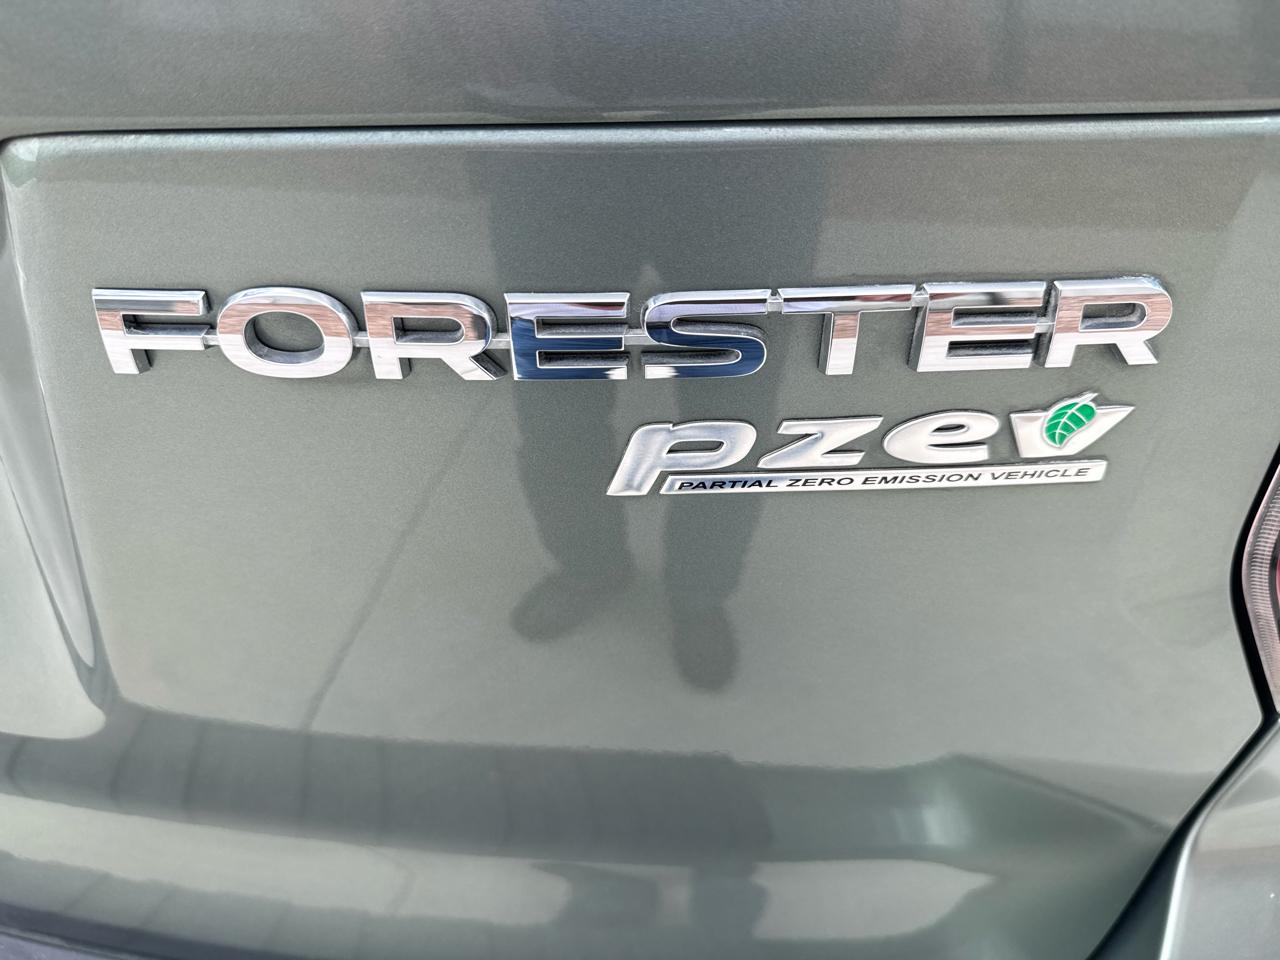 FORESTER
pzev
PARTIAL ZERO EMISSION VEHICLE